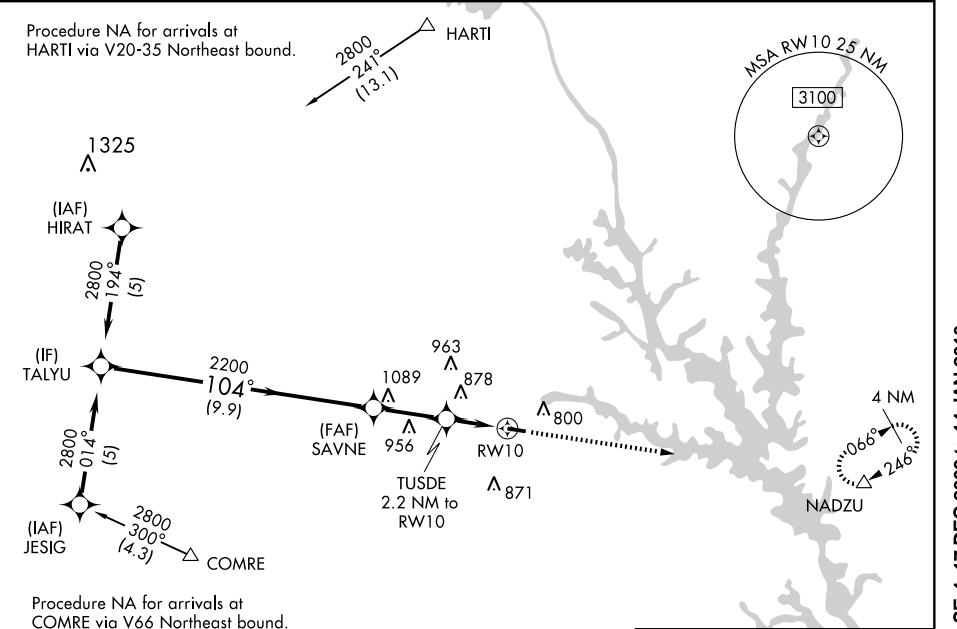 Procedure NA for arrivals at
HARTI via V20-35 Northeast bound.
HARTI
2800
241°
(13.1)
MSA RW10 25 NM
3100
1325
(IAF)
HIRAT
2800
194°
(5)
(IF)
TALYU
2200
104°
(9.9)
963
1089
878
800
(FAF)
SAVNE
956
RW10
TUSDE
2.2 NM to
RW10
871
4 NM
066°
246°
NADZU
2800
014°
(5)
(IAF)
JESIG
2800
300°
(4.3)
COMRE
Procedure NA for arrivals at
COMRE via V66 Northeast bound.